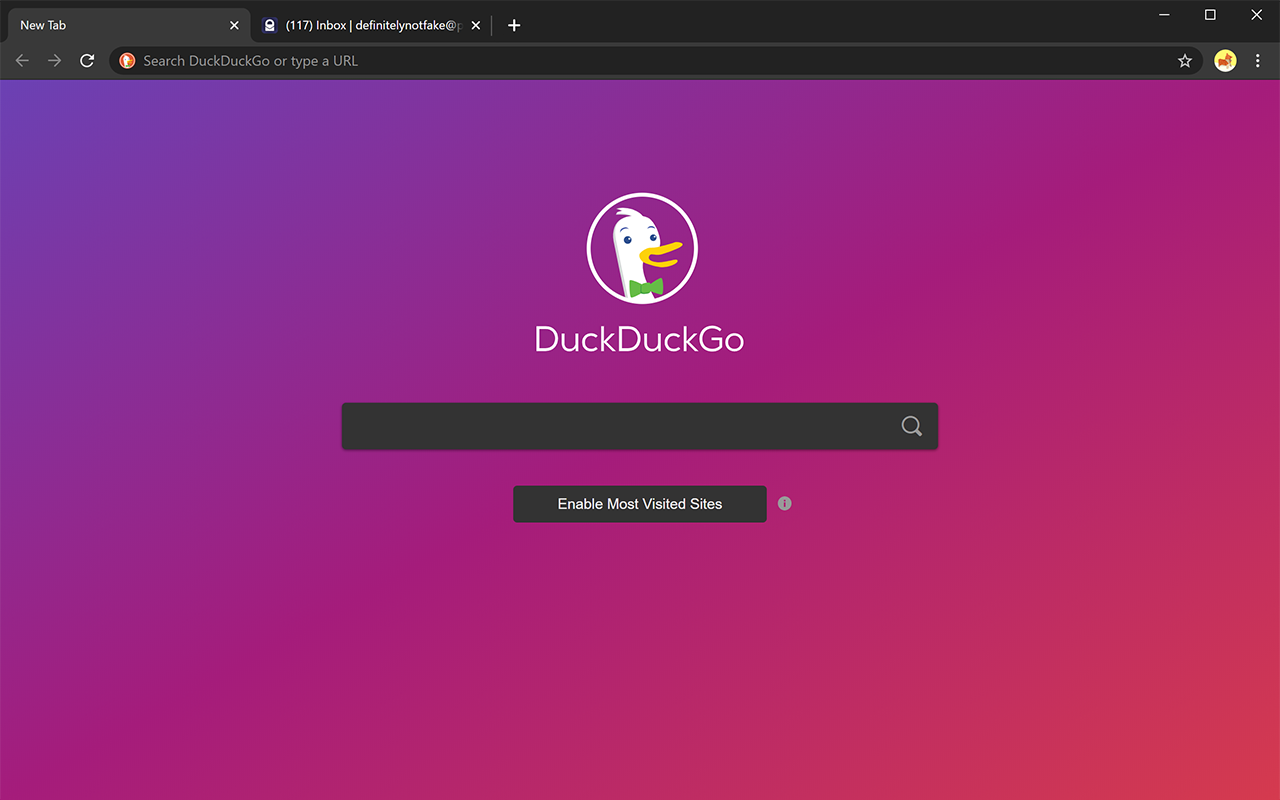 New Tab
(117) Inbox | definitelynotfake@p
Search DuckDuckGo or type a URL
DuckDuckGo
Enable Most Visited Sites